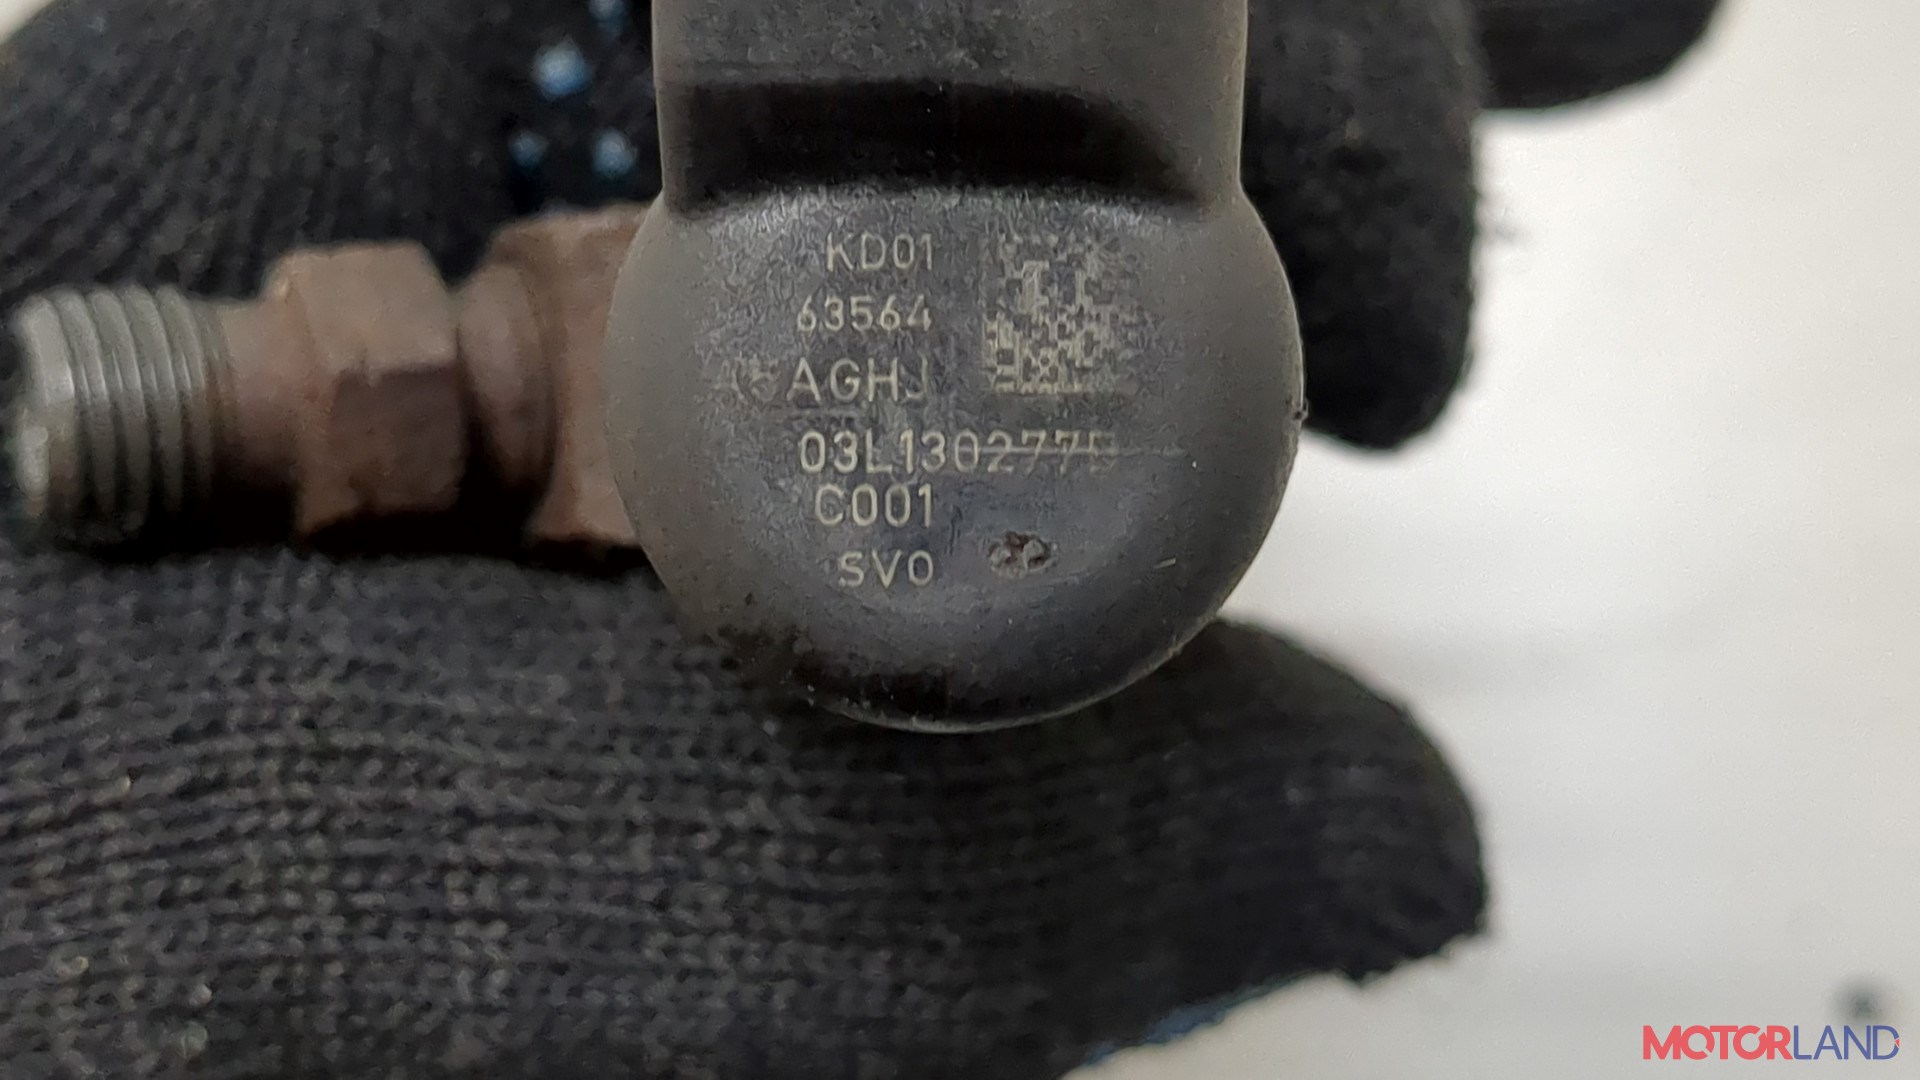 KD01
63564
AGHJ
03L130277B
C001
SV0
MOTORLAND